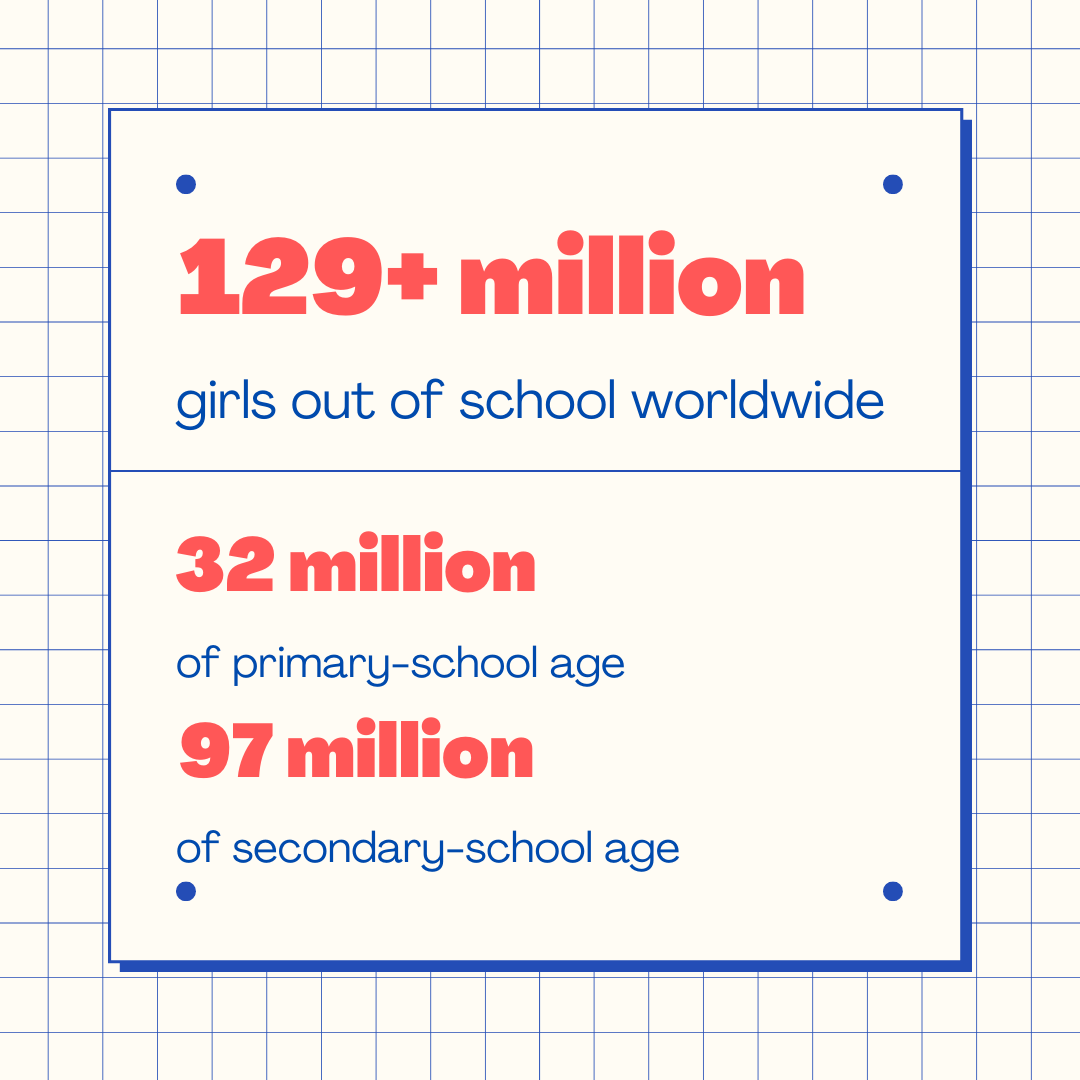 129+ million
girls out of school worldwide
32 million
of primary-school age
97 million
of secondary-school age